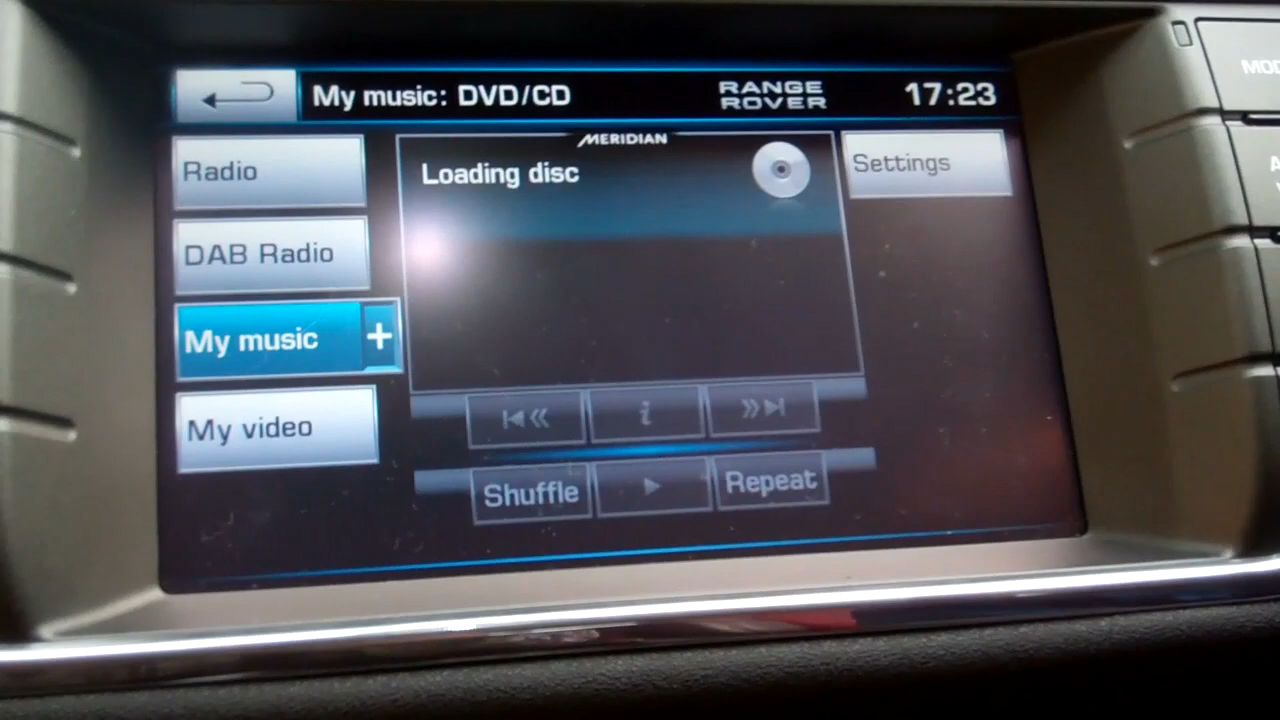 My music: DVD/CD
RANGE
ROVER
17:23
Radio
DAB Radio
My music +
My video
MERIDIAN
Loading disc
Settings
i
Shuffle
Repeat